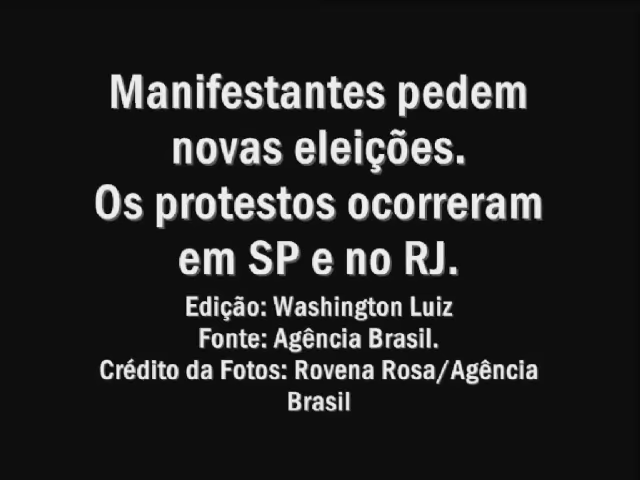 Manifestantes pedem
novas eleições.
Os protestos ocorreram
em SP e no RJ.
Edição: Washington Luiz
Fonte: Agência Brasil.
Crédito da Fotos: Rovena Rosa/Agência
Brasil